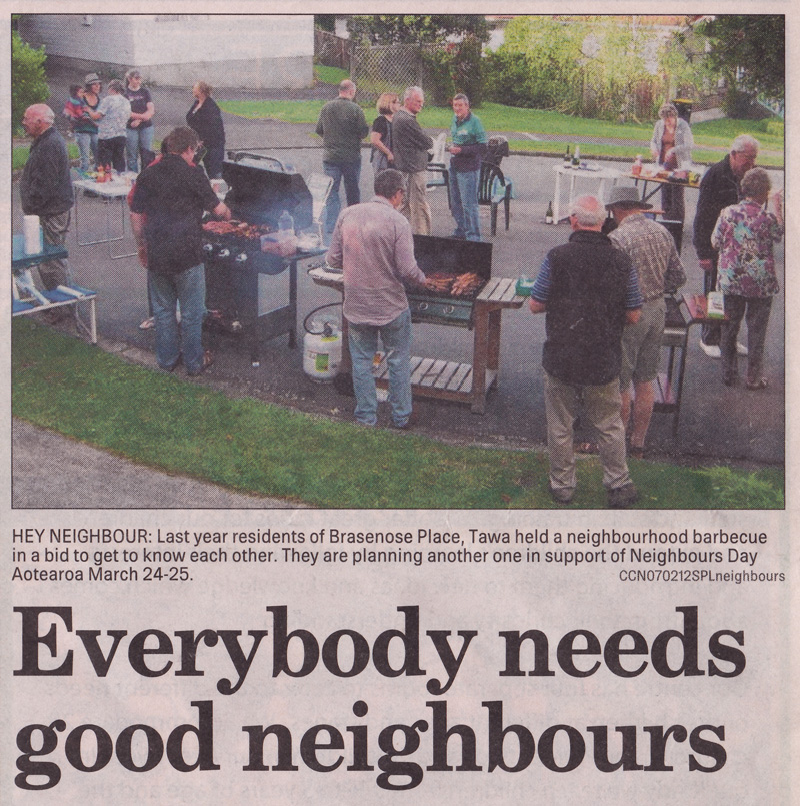 HEY NEIGHBOUR: Last year residents of Brasenose Place, Tawa held a neighbourhood barbecue
in a bid to get to know each other. They are planning another one in support of Neighbours Day
Aotearoa March 24-25.
CCN070212SPLneighbours
Everybody needs
good neighbours